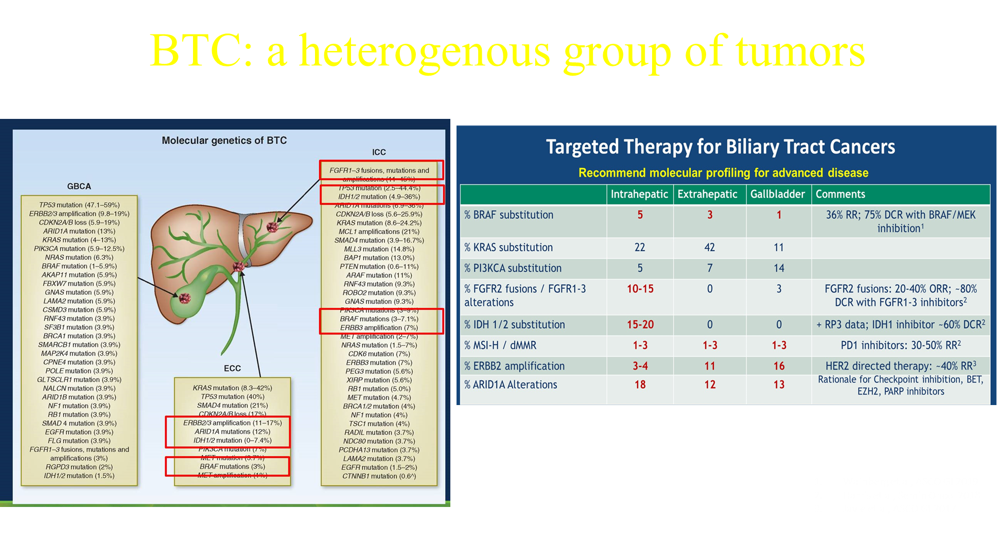 BTC: a heterogenous group of tumors
Molecular genetics of BTC
GBCA
TP53 mutation (47.1–59%)
ERBB2/3 amplification (9.8–19%)
CDKN2A/B loss (5.9–19%)
ARID1A mutation (13%)
KRAS mutation (4–13%)
PIK3CA mutation (5.9–12.5%)
NRAS mutation (6.3%)
BRAF mutation (1–5.9%)
AKAP11 mutation (5.9%)
FBXW7 mutation (5.9%)
GNAS mutation (5.9%)
LAMA2 mutation (5.9%)
CSMD3 mutation (5.9%)
RNF43 mutation (3.9%)
SF3B1 mutation (3.9%)
BRCA1 mutation (3.9%)
SMARCB1 mutation (3.9%)
MAP2K4 mutation (3.9%)
CPNE4 mutation (3.9%)
POLE mutation (3.9%)
GLTSCLR1 mutation (3.9%)
NALCN mutation (3.9%)
ARID1B mutation (3.9%)
NF1 mutation (3.9%)
RB1 mutation (3.9%)
SMAD 4 mutation (3.9%)
EGFR mutation (3.9%)
FLG mutation (3.9%)
FGFR1–3 fusions, mutations and
amplifications (3%)
RGPD3 mutation (2%)
IDH1/2 mutation (1.5%)
ECC
KRAS mutation (8.3–42%)
TP53 mutation (40%)
SMAD4 mutation (21%)
CDKN2A/B loss (17%)
ERBB2/3 amplification (11–17%)
ARID1A mutations (12%)
IDH1/2 mutation (0–7.4%)
PIK3CA mutation (7%)
MET mutation (3.7%)
BRAF mutations (3%)
MET amplification (1%)
ICC
FGFR1–3 fusions, mutations and
amplifications (11–45%)
TP53 mutation (2.5–44.4%)
IDH1/2 mutation (4.9–36%)
ARID1A mutations (6.9–36%)
CDKN2A/B loss (5.6–25.9%)
KRAS mutation (8.6–24.2%)
MCL1 amplifications (21%)
SMAD4 mutation (3.9–16.7%)
MLL3 mutation (14.8%)
BAP1 mutation (13.0%)
PTEN mutation (0.6–11%)
ARAF mutation (11%)
RNF43 mutation (9.3%)
ROBO2 mutation (9.3%)
GNAS mutation (9.3%)
PIK3CA mutations (3–9%)
BRAF mutations (3–7.1%)
ERBB3 amplification (7%)
MET amplification (2–7%)
NRAS mutation (1.5–7%)
CDK6 mutation (7%)
ERBB3 mutation (7%)
PEG3 mutation (5.6%)
XIRP mutation (5.6%)
RB1 mutation (5.0%)
MET mutation (4.7%)
BRCA1/2 mutation (4%)
NF1 mutation (4%)
TSC1 mutation (4%)
RADIL mutation (3.7%)
NDC80 mutation (3.7%)
PCDHA13 mutation (3.7%)
LAMA2 mutation (3.7%)
EGFR mutation (1.5–2%)
CTNNB1 mutation (0.6^)
Targeted Therapy for Biliary Tract Cancers
Recommend molecular profiling for advanced disease
Intrahepatic Extrahepatic Gallbladder Comments
% BRAF substitution 5 3 1 36% RR; 75% DCR with BRAF/MEK
inhibition¹
% KRAS substitution 22 42 11
% PI3KCA substitution 5 7 14
% FGFR2 fusions / FGFR1-3 10-15 0 3 FGFR2 fusions: 20-40% ORR; ~80%
alterations DCR with FGFR1-3 inhibitors²
% IDH 1/2 substitution 15-20 0 0 + RP3 data; IDH1 inhibitor ~60% DCR²
% MSI-H / dMMR 1-3 1-3 1-3 PD1 inhibitors: 30-50% RR²
% ERBB2 amplification 3-4 11 16 HER2 directed therapy: ~40% RR³
% ARID1A Alterations 18 12 13 Rationale for Checkpoint inhibition, BET,
EZH2, PARP inhibitors